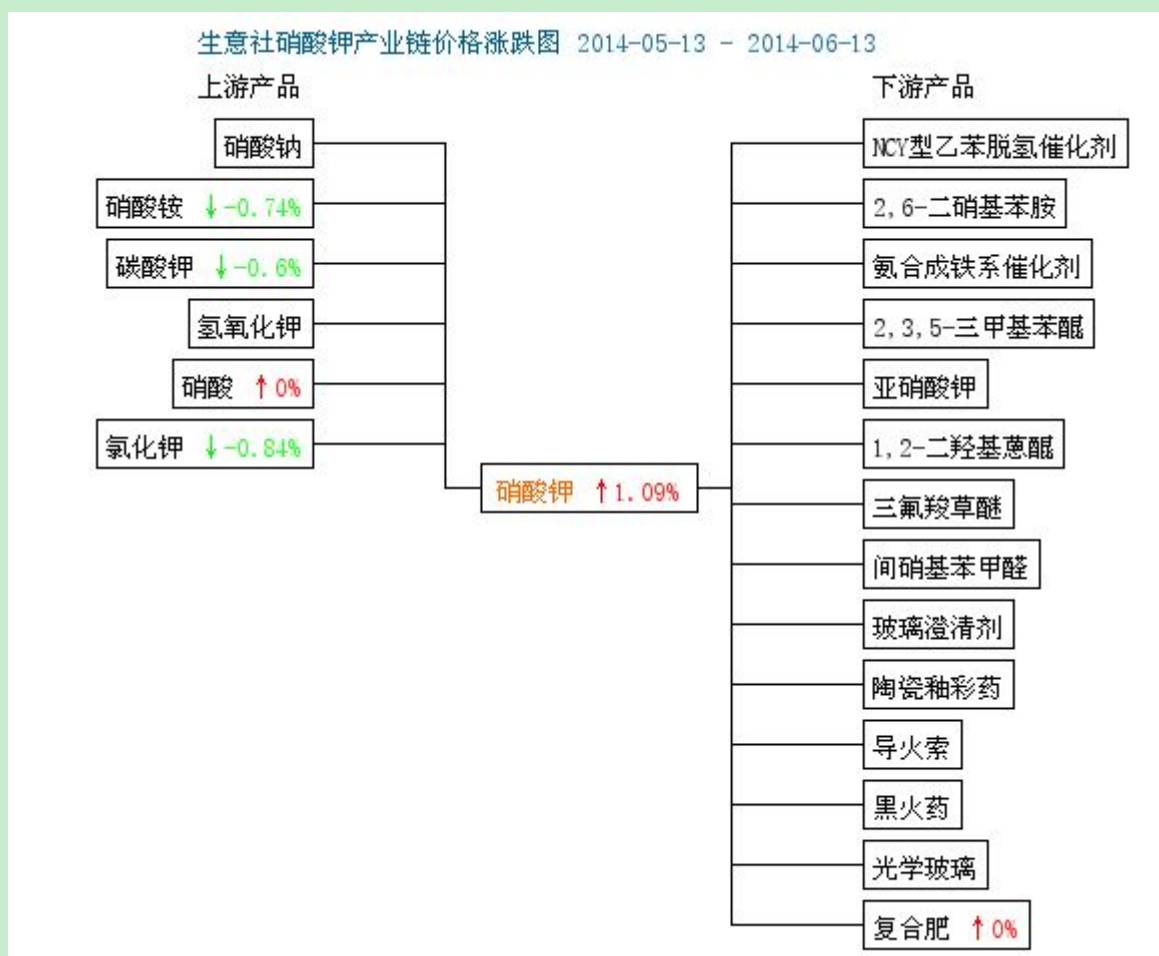 生意社硝酸钾产业链价格涨跌图 2014-05-13 - 2014-06-13
上游产品
硝酸钠
硝酸铵 ↓-0.74%
碳酸钾 ↓-0.6%
氢氧化钾
硝酸 ↑0%
氯化钾 ↓-0.84%
硝酸钾 ↑1.09%
下游产品
NCY型乙苯脱氢催化剂
2,6-二硝基苯胺
氨合成铁系催化剂
2,3,5-三甲基苯醌
亚硝酸钾
1,2-二羟基蒽醌
三氟羧草醚
间硝基苯甲醛
玻璃澄清剂
陶瓷釉彩药
导火索
黑火药
光学玻璃
复合肥 ↑0%